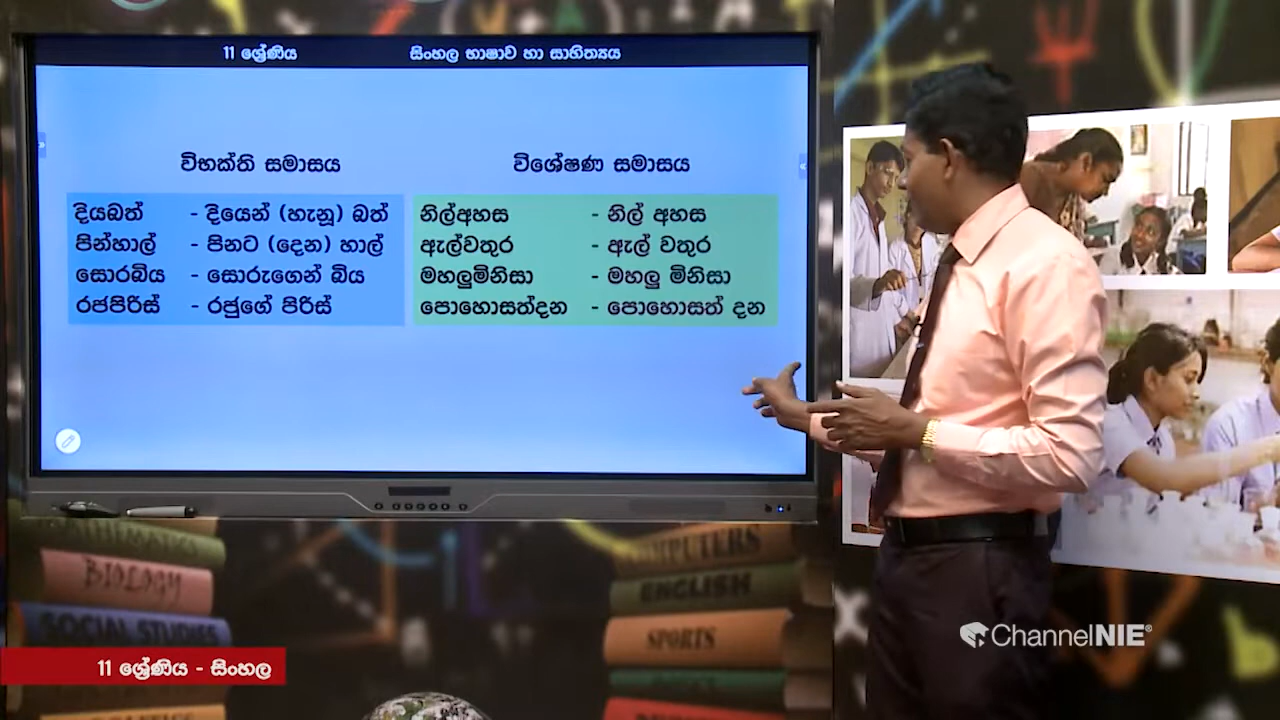 11 ශ්‍රේණිය සිංහල භාෂාව හා සාහිත්‍යය
විභක්ති සමාසය
දියබත් - දියෙන් (හැනූ) බත්
පින්හාල් - පිනට (දෙන) හාල්
සොරබිය - සොරුගෙන් බිය
රජපිරිස් - රජුගේ පිරිස්
විශේෂණ සමාසය
නිල්අහස - නිල් අහස
ඇල්වතුර - ඇල් වතුර
මහලුමිනිසා - මහලු මිනිසා
පොහොසත්දන - පොහොසත් දන
MATHEMATICS
BIOLOGY
SOCIAL STUDIES
COMPUTERS
ENGLISH
SPORTS
11 ශ්‍රේණිය - සිංහල
ChannelNIE®